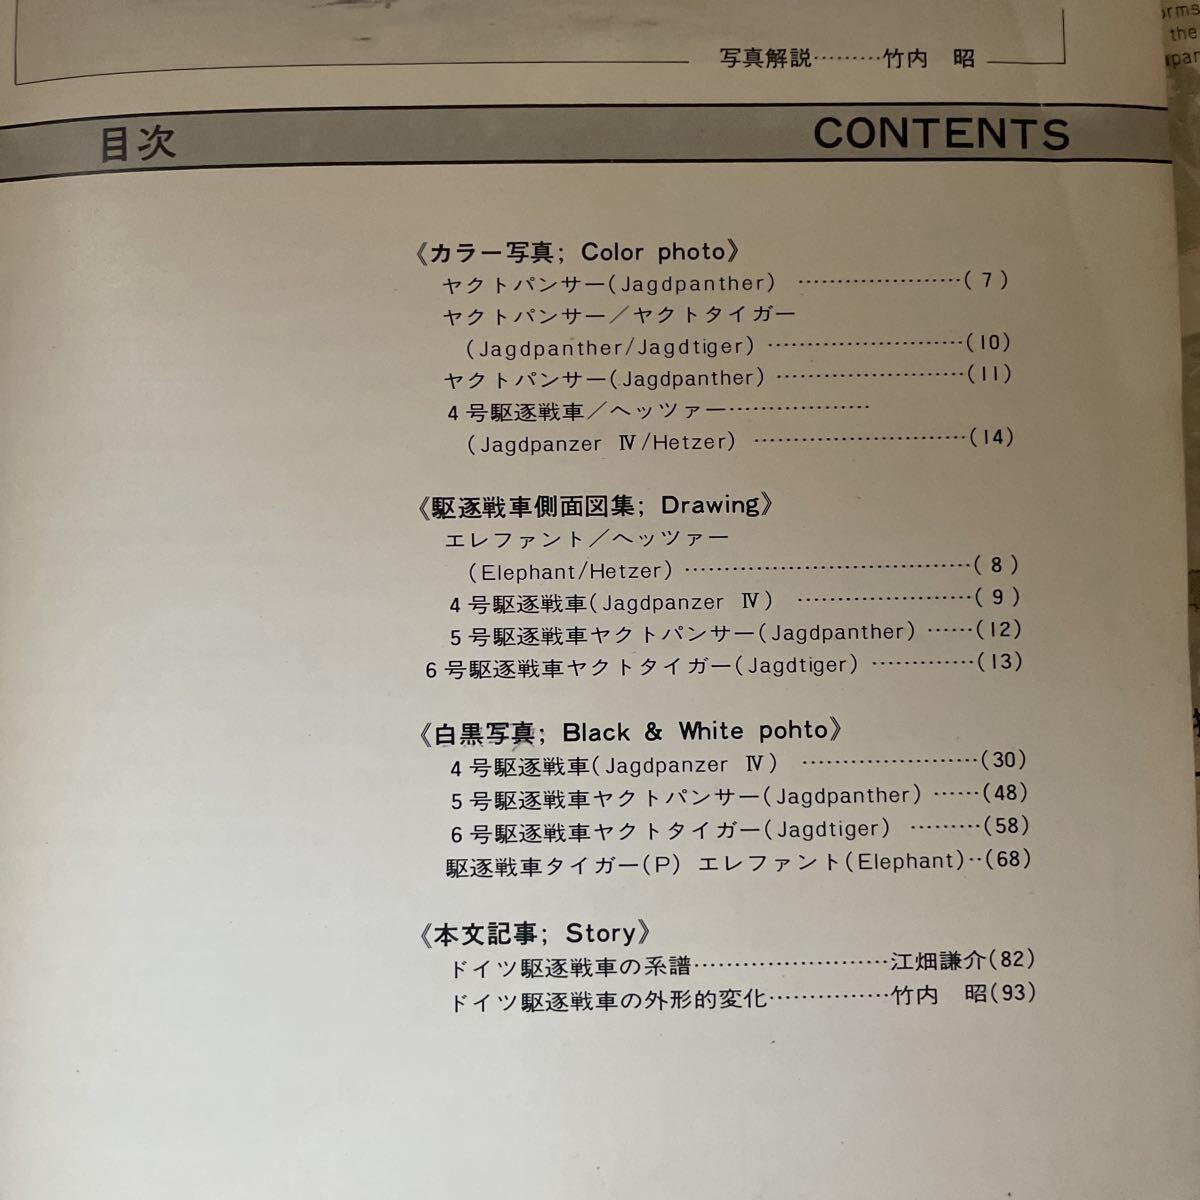 orms
the
apan
写真解説………竹内　昭
目次 CONTENTS
《カラー写真; Color photo》
ヤクトパンサー(Jagdpanther) …………………(7)
ヤクトパンサー／ヤクトタイガー
(Jagdpanther/Jagdtiger) ……………………(10)
ヤクトパンサー(Jagdpanther) ……………………(11)
4号駆逐戦車／ヘッツァー………………
(Jagdpanzer Ⅳ/Hetzer) ………………………(14)
《駆逐戦車側面図集; Drawing》
エレファント／ヘッツァー
(Elephant/Hetzer) ………………………………(8)
4号駆逐戦車(Jagdpanzer Ⅳ) …………………(9)
5号駆逐戦車ヤクトパンサー(Jagdpanther) ……(12)
6号駆逐戦車ヤクトタイガー(Jagdtiger) …………(13)
《白黒写真; Black & White pohto》
4号駆逐戦車(Jagdpanzer Ⅳ) …………………(30)
5号駆逐戦車ヤクトパンサー(Jagdpanther) ……(48)
6号駆逐戦車ヤクトタイガー(Jagdtiger) ………(58)
駆逐戦車タイガー(P) エレファント(Elephant)‥(68)
《本文記事; Story》
ドイツ駆逐戦車の系譜……………………江畑謙介(82)
ドイツ駆逐戦車の外形的変化……………竹内　昭(93)